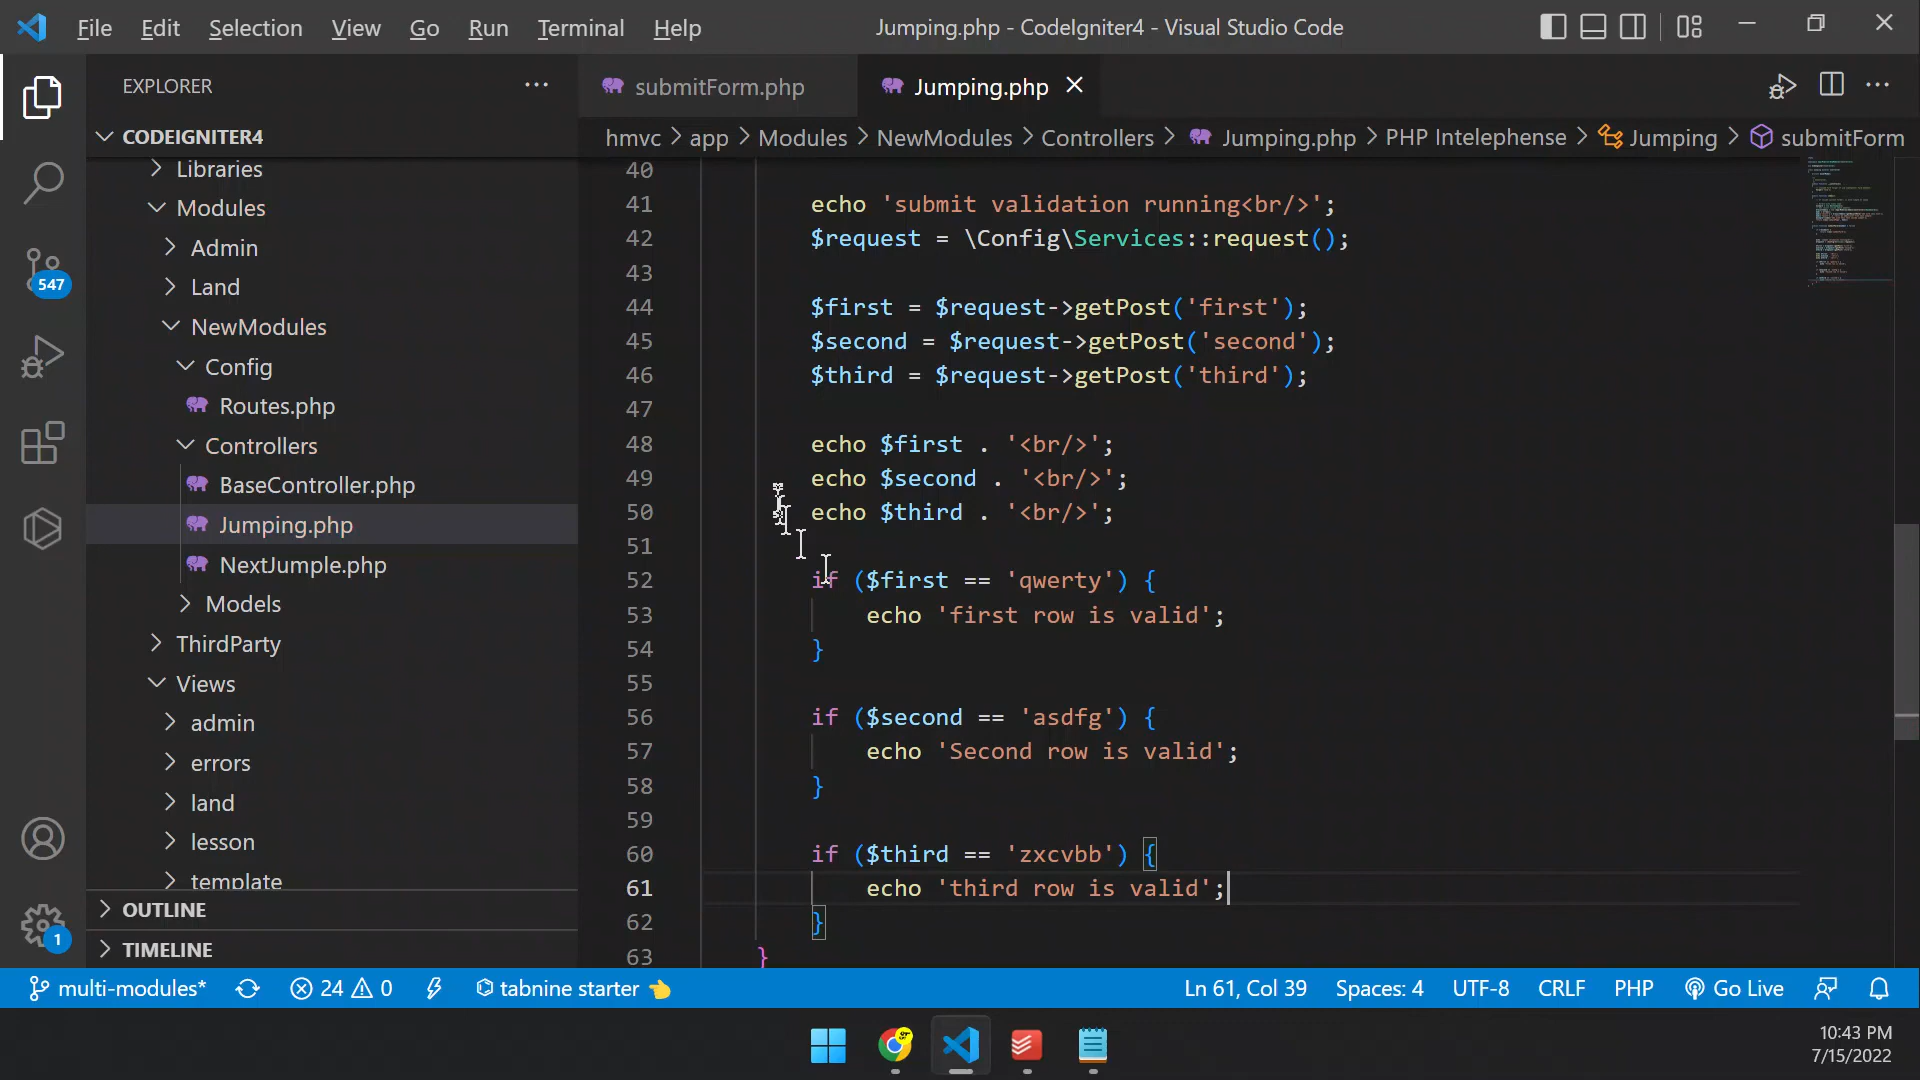 File Edit Selection View Go Run Terminal Help
Jumping.php - CodeIgniter4 - Visual Studio Code
EXPLORER
CODEIGNITER4
Libraries
Modules
Admin
Land
NewModules
Config
Routes.php
Controllers
BaseController.php
Jumping.php
NextJumple.php
Models
ThirdParty
Views
admin
errors
land
lesson
template
OUTLINE
TIMELINE
547
1
submitForm.php
Jumping.php
hmvc > app > Modules > NewModules > Controllers > Jumping.php > PHP Intelephense > Jumping > submitForm
40
41 echo 'submit validation running<br/>';
42 $request = \Config\Services::request();
43
44 $first = $request->getPost('first');
45 $second = $request->getPost('second');
46 $third = $request->getPost('third');
47
48 echo $first . '<br/>';
49 echo $second . '<br/>';
50 echo $third . '<br/>';
51
52 if ($first == 'qwerty') {
53 echo 'first row is valid';
54 }
55
56 if ($second == 'asdfg') {
57 echo 'Second row is valid';
58 }
59
60 if ($third == 'zxcvbb') {
61 echo 'third row is valid';
62 }
63 }
multi-modules* 24 0 tabnine starter Ln 61, Col 39 Spaces: 4 UTF-8 CRLF PHP Go Live
10:43 PM
7/15/2022